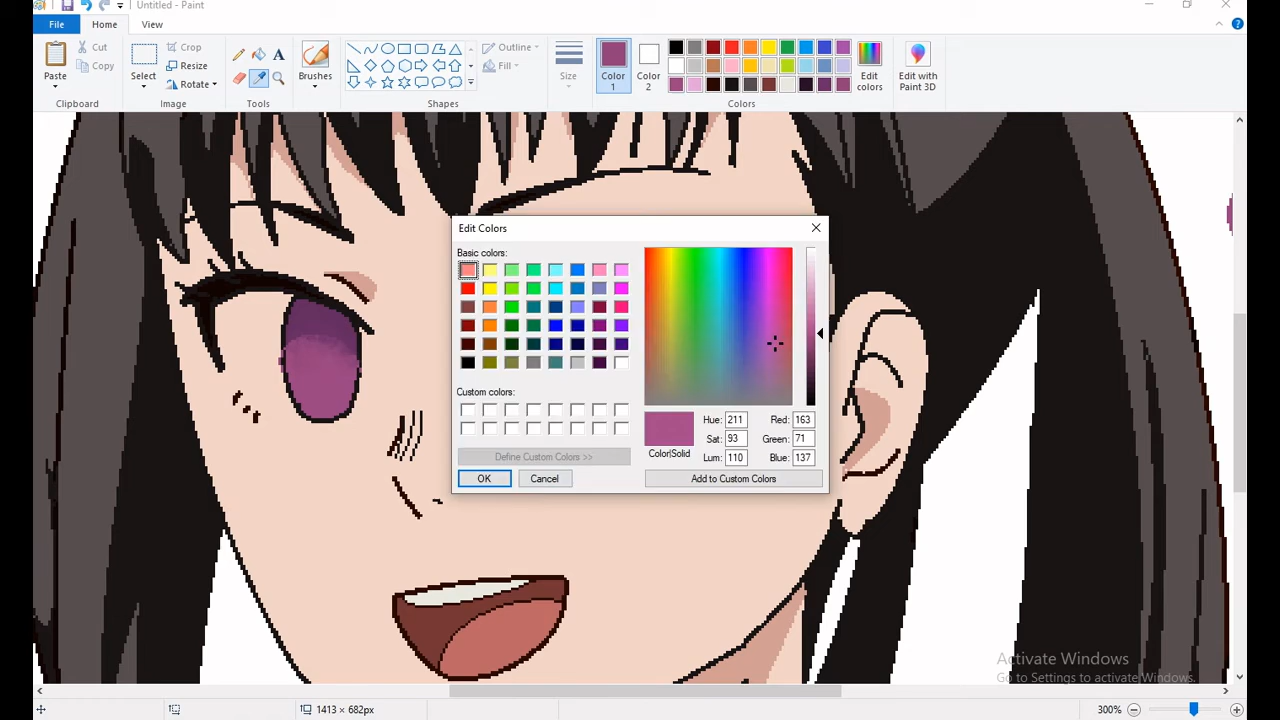 Untitled - Paint
File Home View
Paste
Cut
Copy
Clipboard
Select
Crop
Resize
Rotate
Image
A
Tools
Brushes
Outline
Fill
Shapes
Size
Color
1
Color
2
Edit
colors
Colors
Edit with
Paint 3D
Edit Colors
Basic colors:
Custom colors:
Define Custom Colors >>
OK Cancel
Color|Solid
Hue: 211 Red: 163
Sat: 93 Green: 71
Lum: 110 Blue: 137
Add to Custom Colors
Activate Windows
Go to Settings to activate Windows.
1413 × 682px
300%